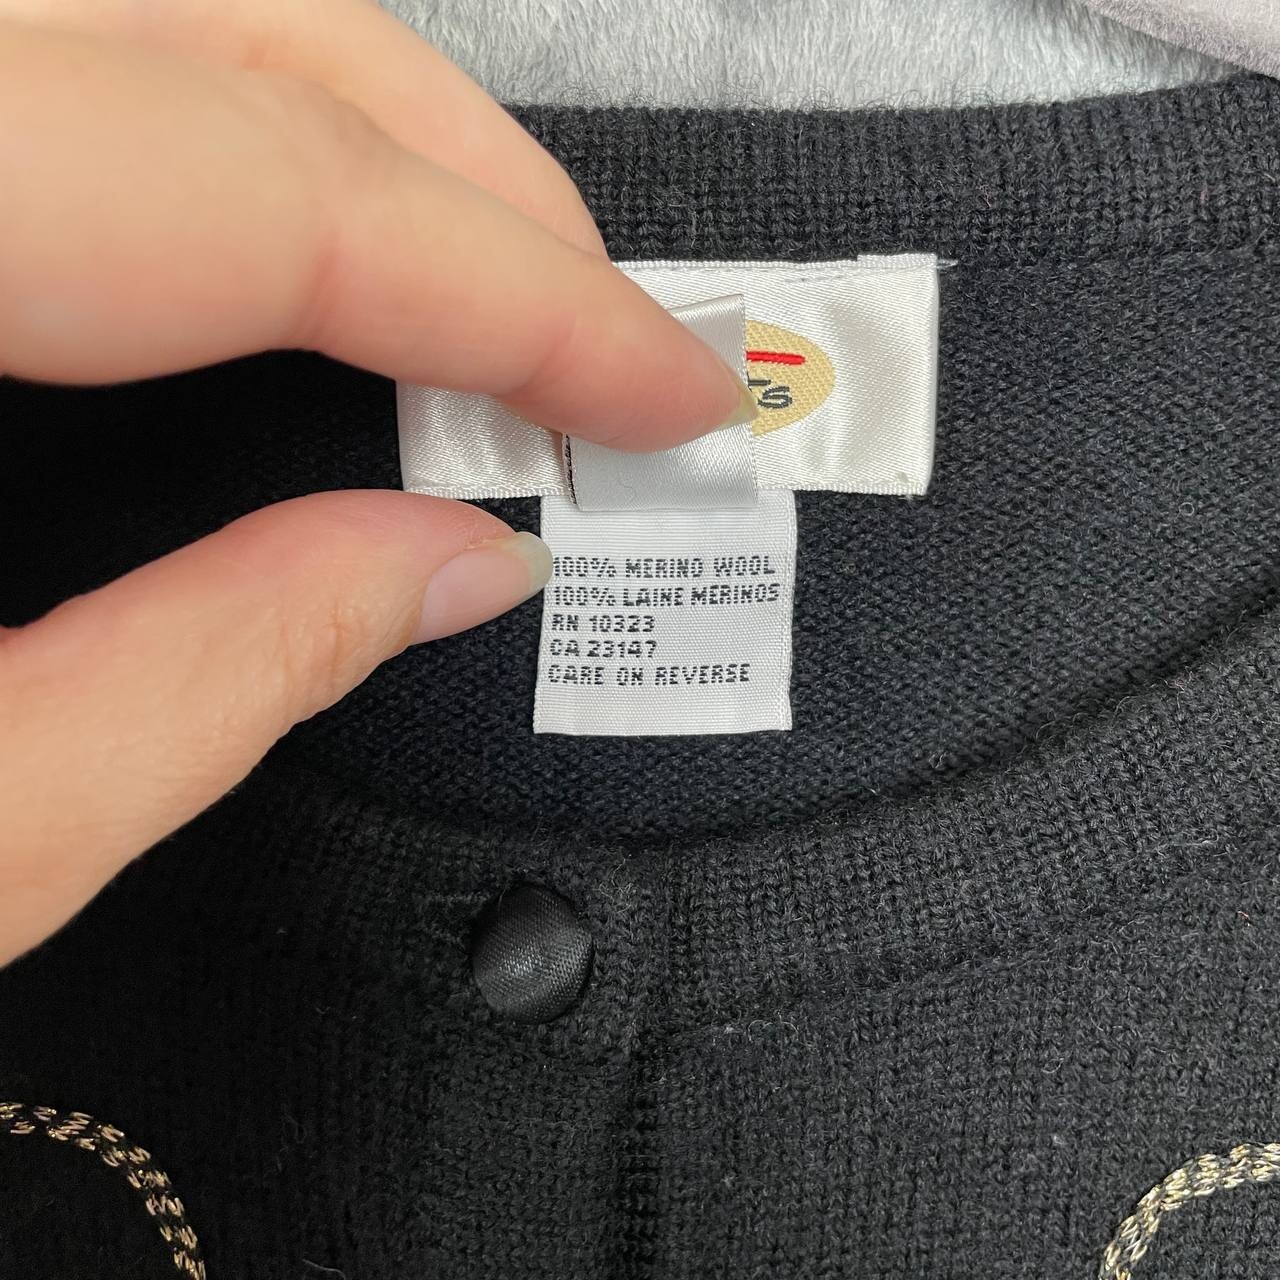 100% MERINO WOOL
100% LAINE MERINOS
RN 10323
CA 23147
CARE ON REVERSE